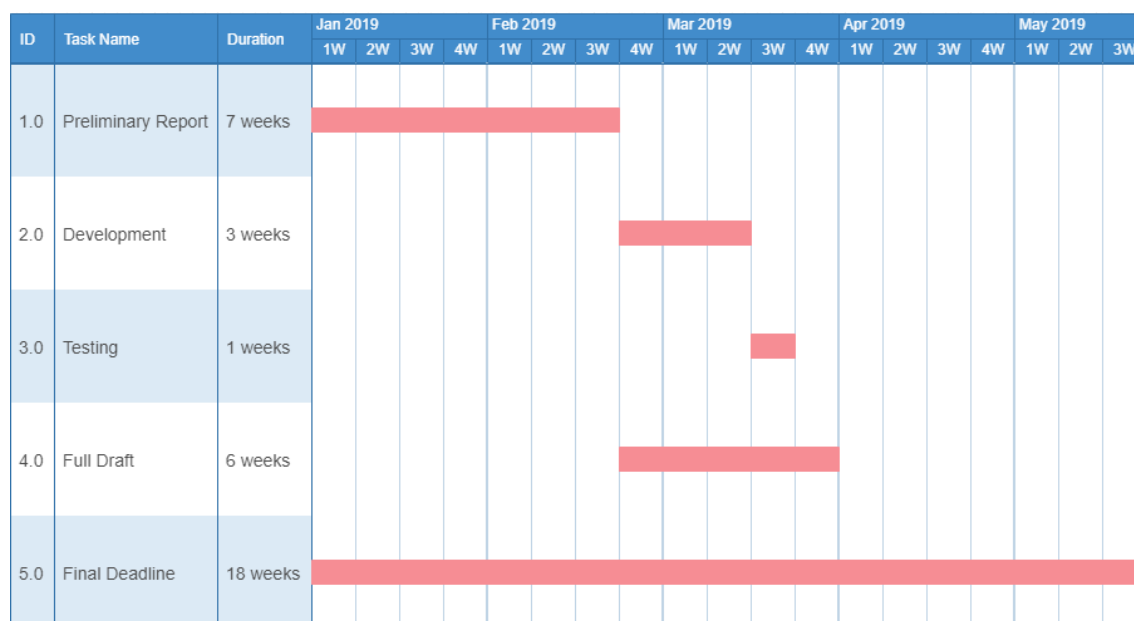 ID Task Name Duration Jan 2019 Feb 2019 Mar 2019 Apr 2019 May 2019
1W 2W 3W 4W 1W 2W 3W 4W 1W 2W 3W 4W 1W 2W 3W 4W 1W 2W 3W
1.0 Preliminary Report 7 weeks
2.0 Development 3 weeks
3.0 Testing 1 weeks
4.0 Full Draft 6 weeks
5.0 Final Deadline 18 weeks